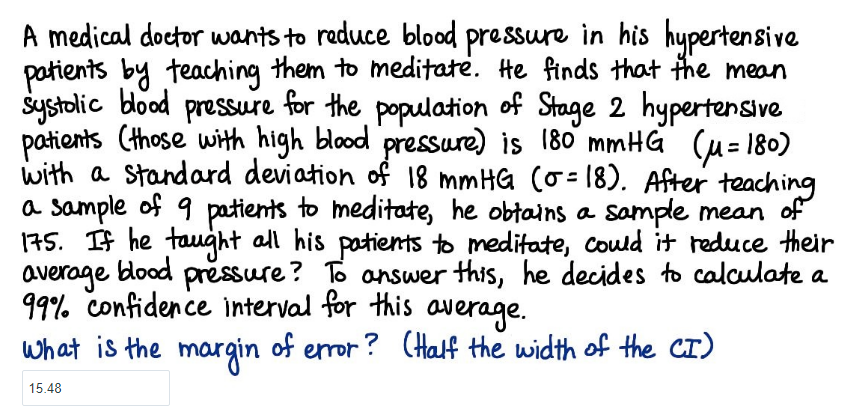 A medical doctor wants to reduce blood pressure in his hypertensive
patients by teaching them to meditate. He finds that the mean
systolic blood pressure for the population of Stage 2 hypertensive
patients (those with high blood pressure) is 180 mmHG (μ=180)
with a standard deviation of 18 mmHG (σ=18). After teaching
a sample of 9 patients to meditate, he obtains a sample mean of
175. If he taught all his patients to meditate, could it reduce their
average blood pressure? To answer this, he decides to calculate a
99% confidence interval for this average.
What is the margin of error? (Half the width of the CI)
15.48